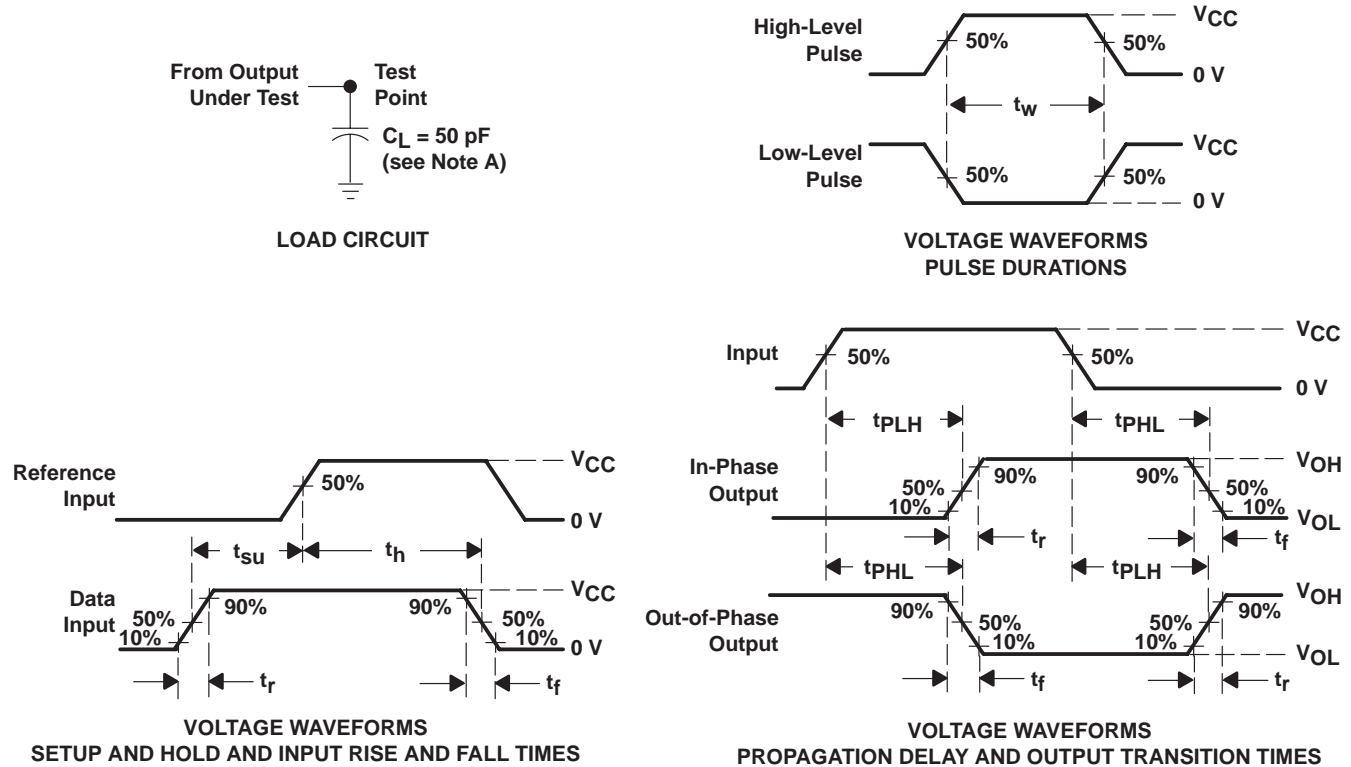 From Output
Under Test
Test
Point
CL = 50 pF
(see Note A)
LOAD CIRCUIT
High-Level
Pulse
50%
50%
VCC
0 V
tw
Low-Level
Pulse
50%
50%
VCC
0 V
VOLTAGE WAVEFORMS
PULSE DURATIONS
Reference
Input
50%
VCC
0 V
tsu
th
Data
Input
50%
10%
90%
90%
50%
10%
VCC
0 V
tr
tf
VOLTAGE WAVEFORMS
SETUP AND HOLD AND INPUT RISE AND FALL TIMES
Input
50%
50%
VCC
0 V
tPLH
tPHL
In-Phase
Output
50%
10%
90%
90%
50%
10%
VOH
VOL
tr
tf
tPHL
tPLH
Out-of-Phase
Output
90%
50%
10%
50%
10%
90%
VOH
VOL
tf
tr
VOLTAGE WAVEFORMS
PROPAGATION DELAY AND OUTPUT TRANSITION TIMES